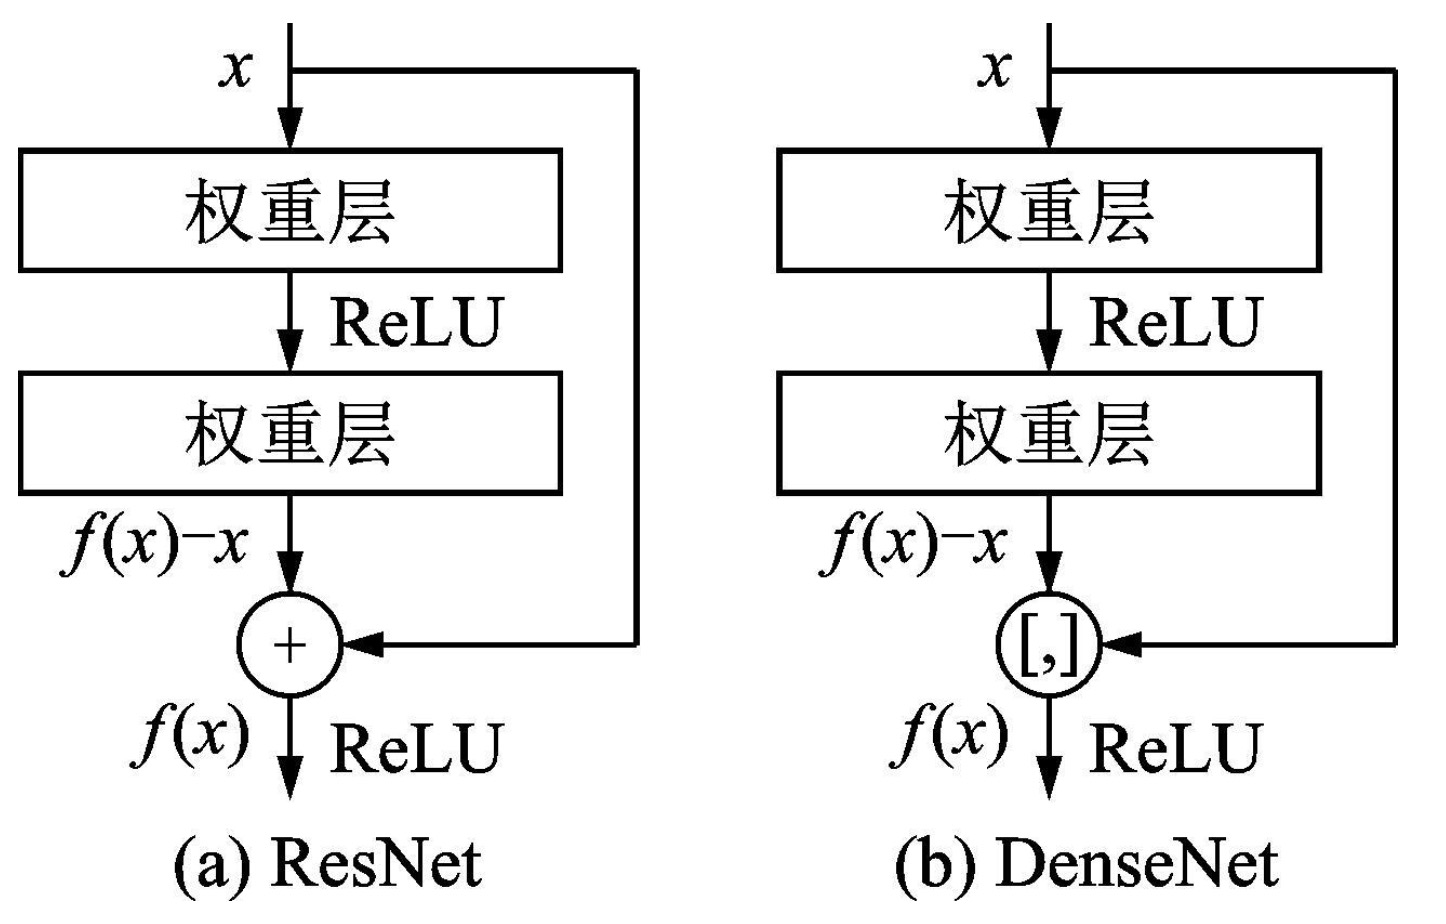 x
权重层
ReLU
权重层
f(x)−x
+
f(x)
ReLU
(a) ResNet
x
权重层
ReLU
权重层
f(x)−x
[,]
f(x)
ReLU
(b) DenseNet